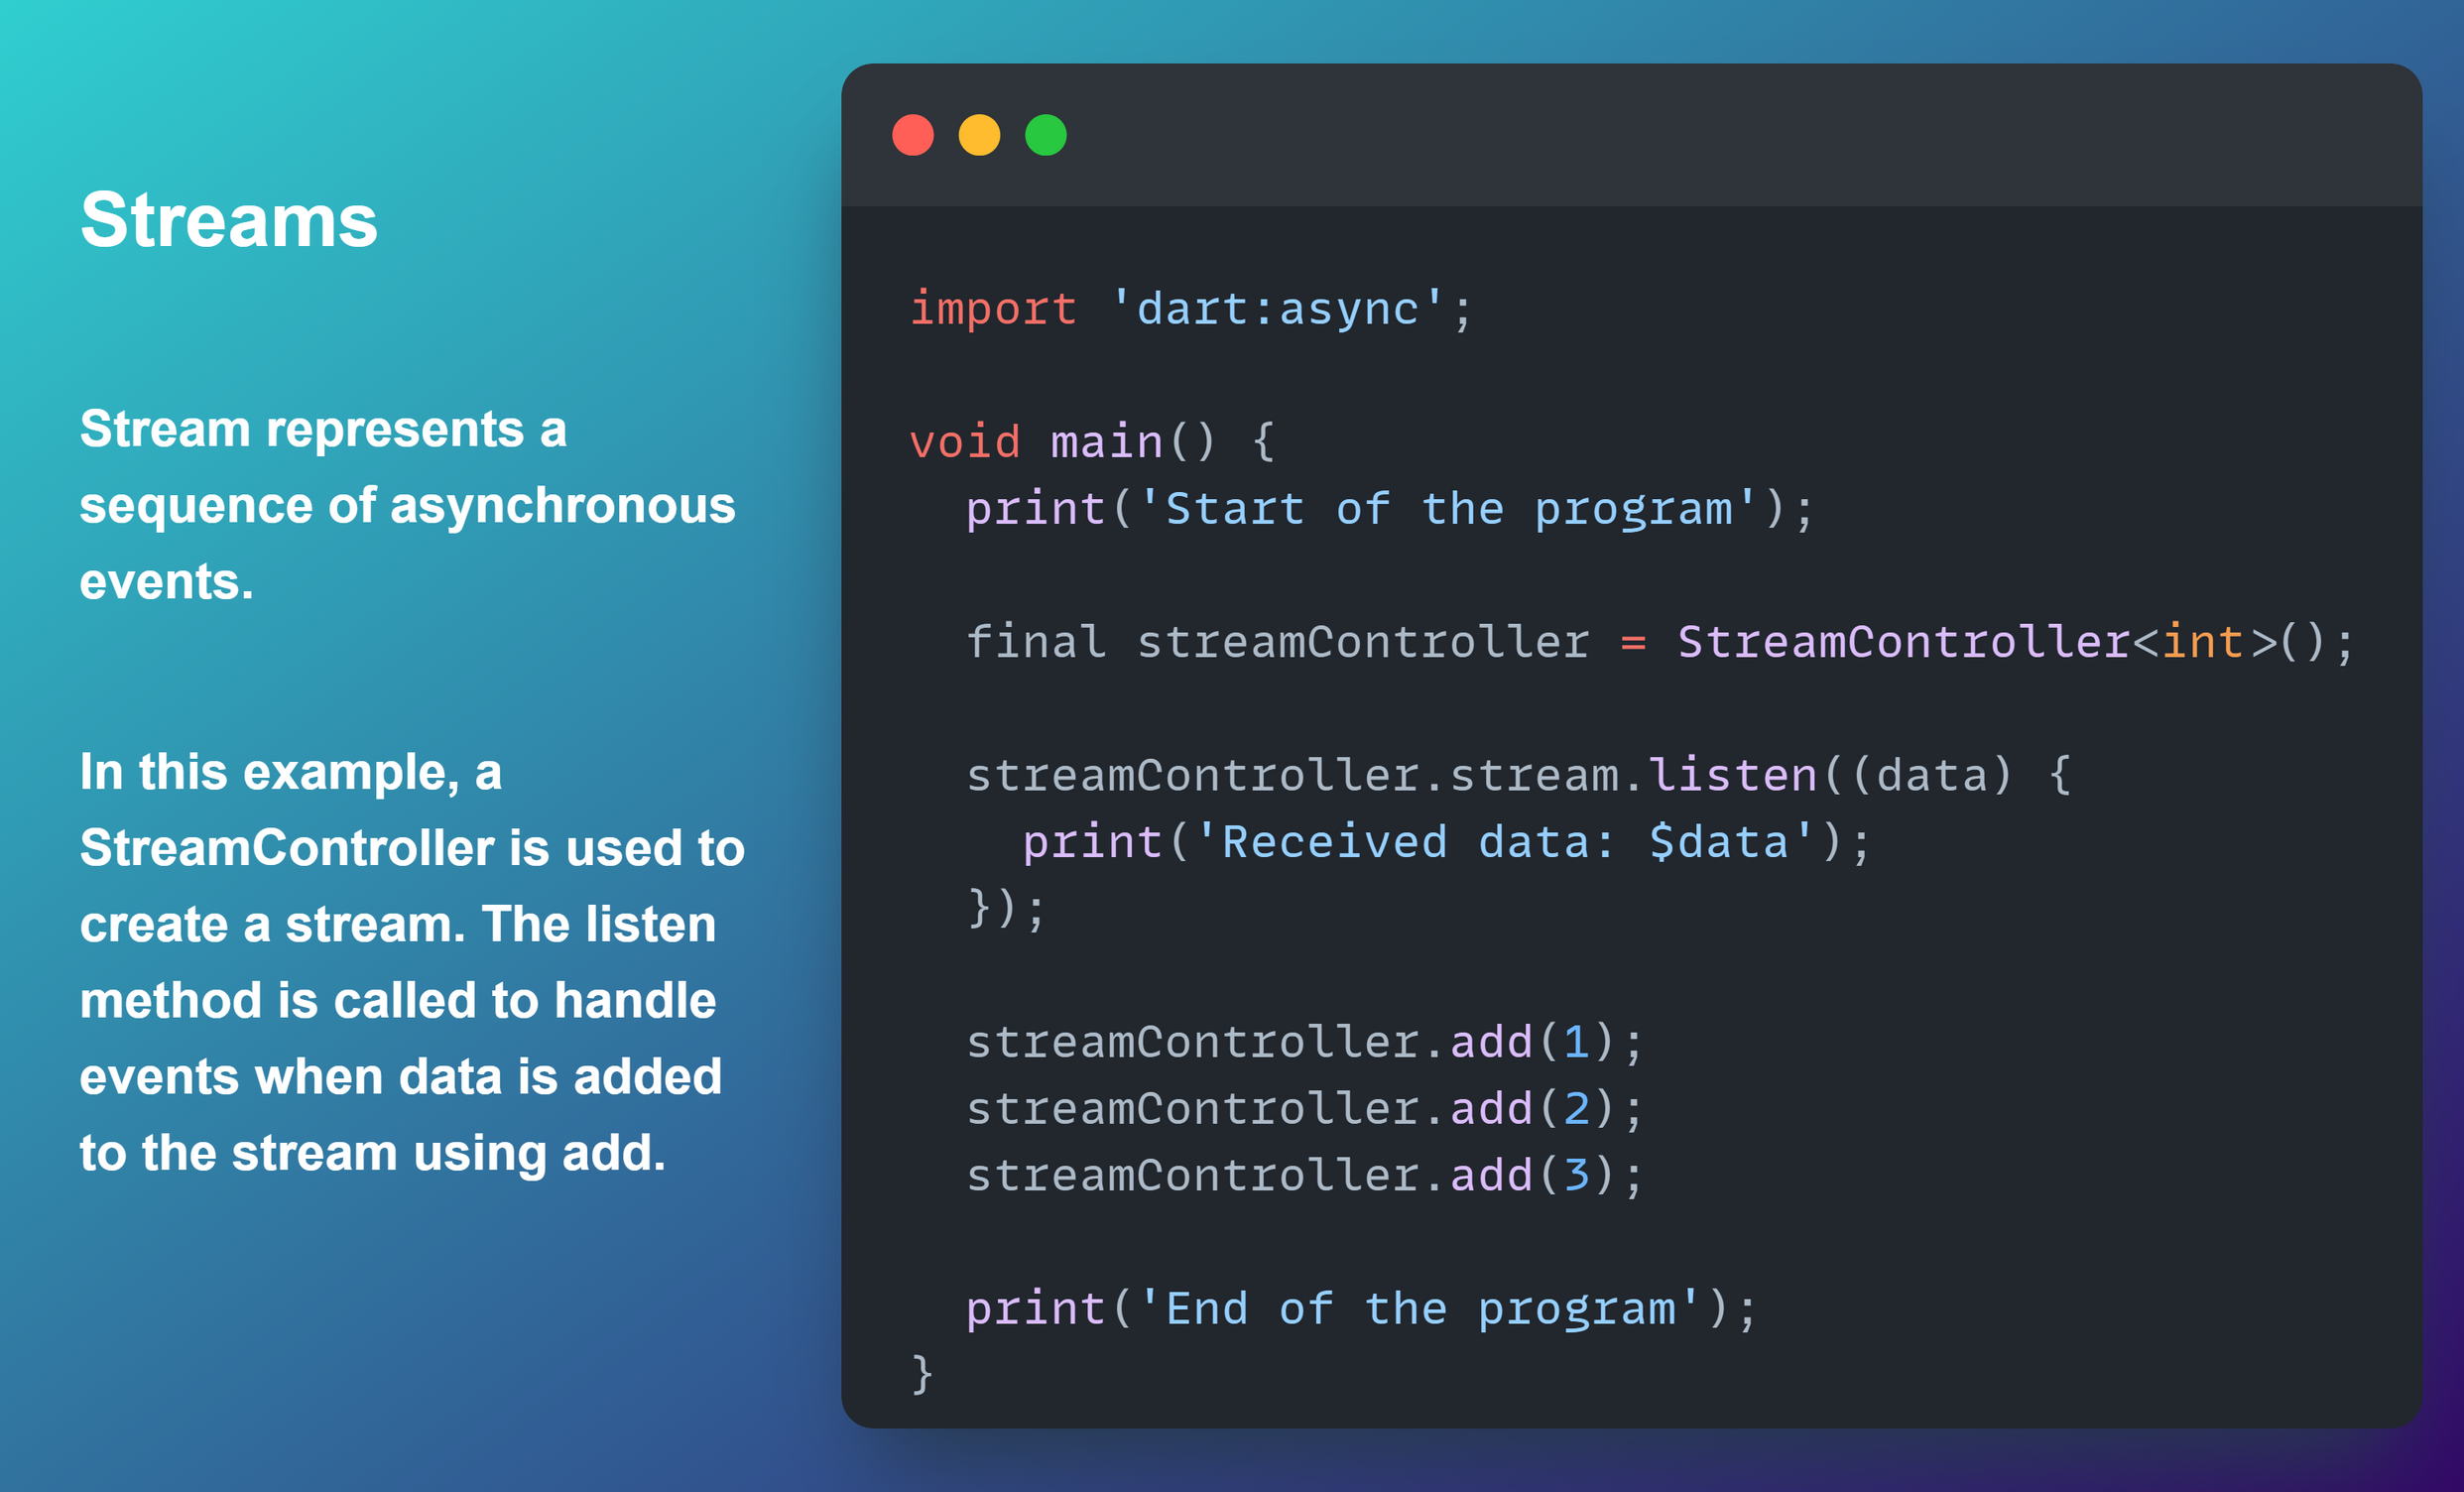 Streams
Stream represents a
sequence of asynchronous
events.
In this example, a
StreamController is used to
create a stream. The listen
method is called to handle
events when data is added
to the stream using add.
import 'dart:async';
void main() {
  print('Start of the program');
  final streamController = StreamController<int>();
  streamController.stream.listen((data) {
    print('Received data: $data');
  });
  streamController.add(1);
  streamController.add(2);
  streamController.add(3);
  print('End of the program');
}